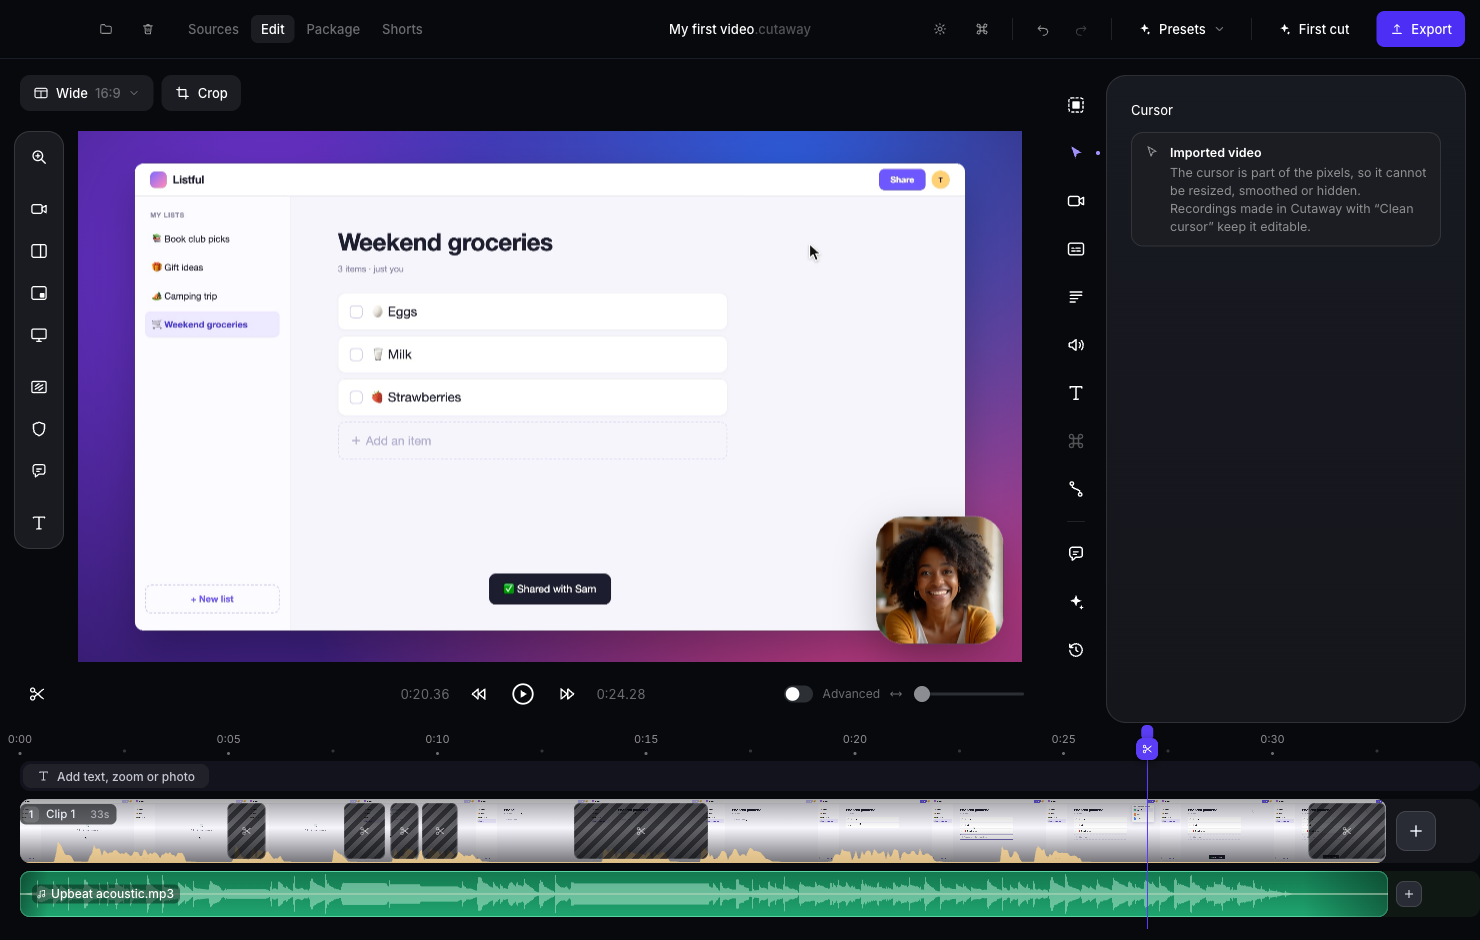 Sources Edit Package Shorts
My first video.cutaway
Presets First cut Export
Wide 16:9 Crop
Cursor
Imported video
The cursor is part of the pixels, so it cannot
be resized, smoothed or hidden.
Recordings made in Cutaway with “Clean
cursor” keep it editable.
Listful
Share
T
MY LISTS
Book club picks
Gift ideas
Camping trip
Weekend groceries
+ New list
Weekend groceries
3 items · just you
Eggs
Milk
Strawberries
+ Add an item
Shared with Sam
0:20.36 0:24.28 Advanced
0:00 0:05 0:10 0:15 0:20 0:25 0:30
Add text, zoom or photo
1 Clip 1 33s
Upbeat acoustic.mp3